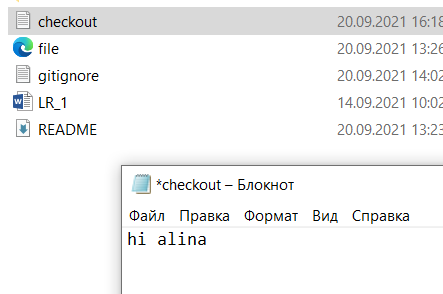 checkout 20.09.2021 16:18
file 20.09.2021 13:26
gitignore 20.09.2021 14:02
LR_1 14.09.2021 10:02
README 20.09.2021 13:23
*checkout – Блокнот
Файл Правка Формат Вид Справка
hi alina